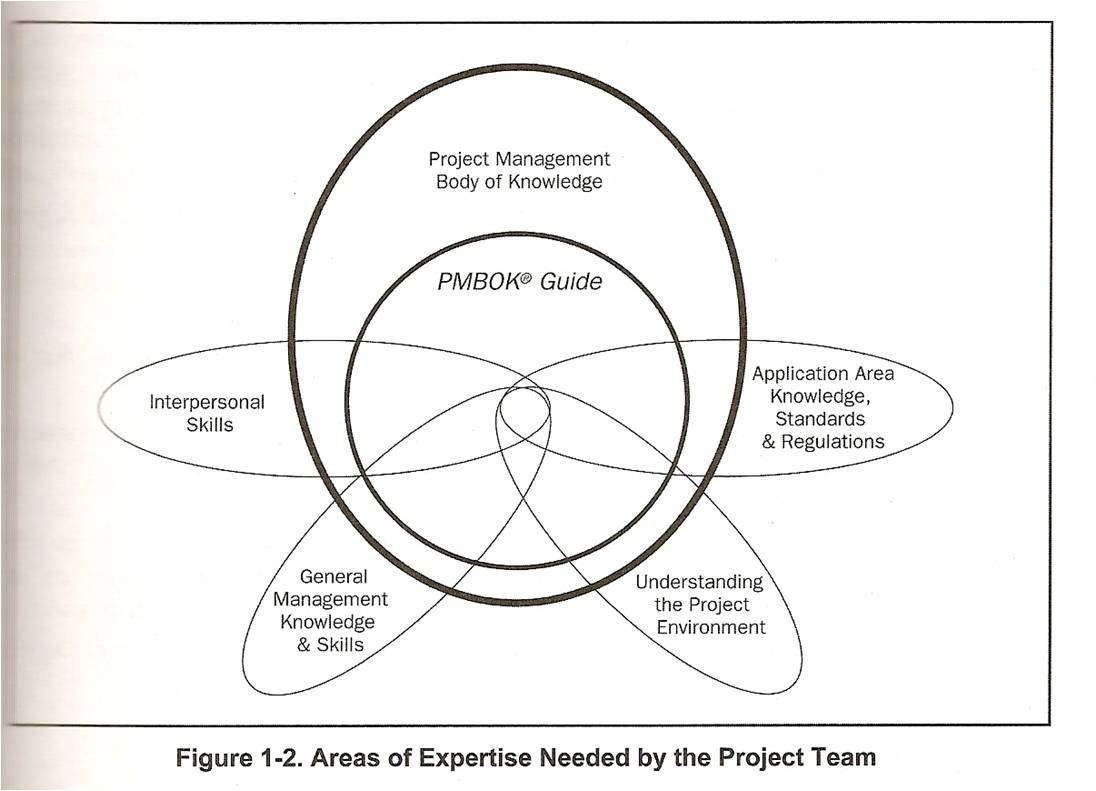 Project Management
Body of Knowledge
PMBOK® Guide
Interpersonal
Skills
Application Area
Knowledge,
Standards
& Regulations
General
Management
Knowledge
& Skills
Understanding
the Project
Environment
Figure 1-2. Areas of Expertise Needed by the Project Team